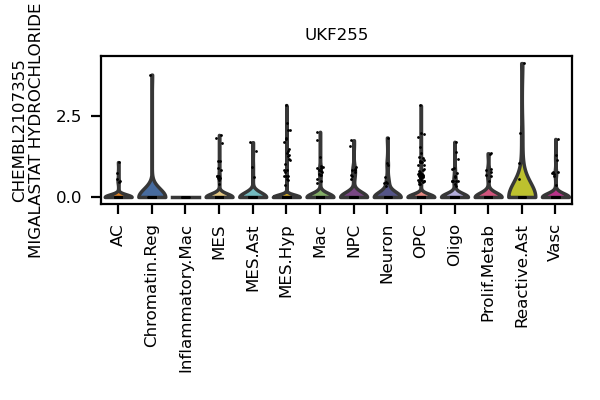 UKF255
CHEMBL2107355
MIGALASTAT HYDROCHLORIDE
2.5
0.0
AC
Chromatin.Reg
Inflammatory.Mac
MES
MES.Ast
MES.Hyp
Mac
NPC
Neuron
OPC
Oligo
Prolif.Metab
Reactive.Ast
Vasc